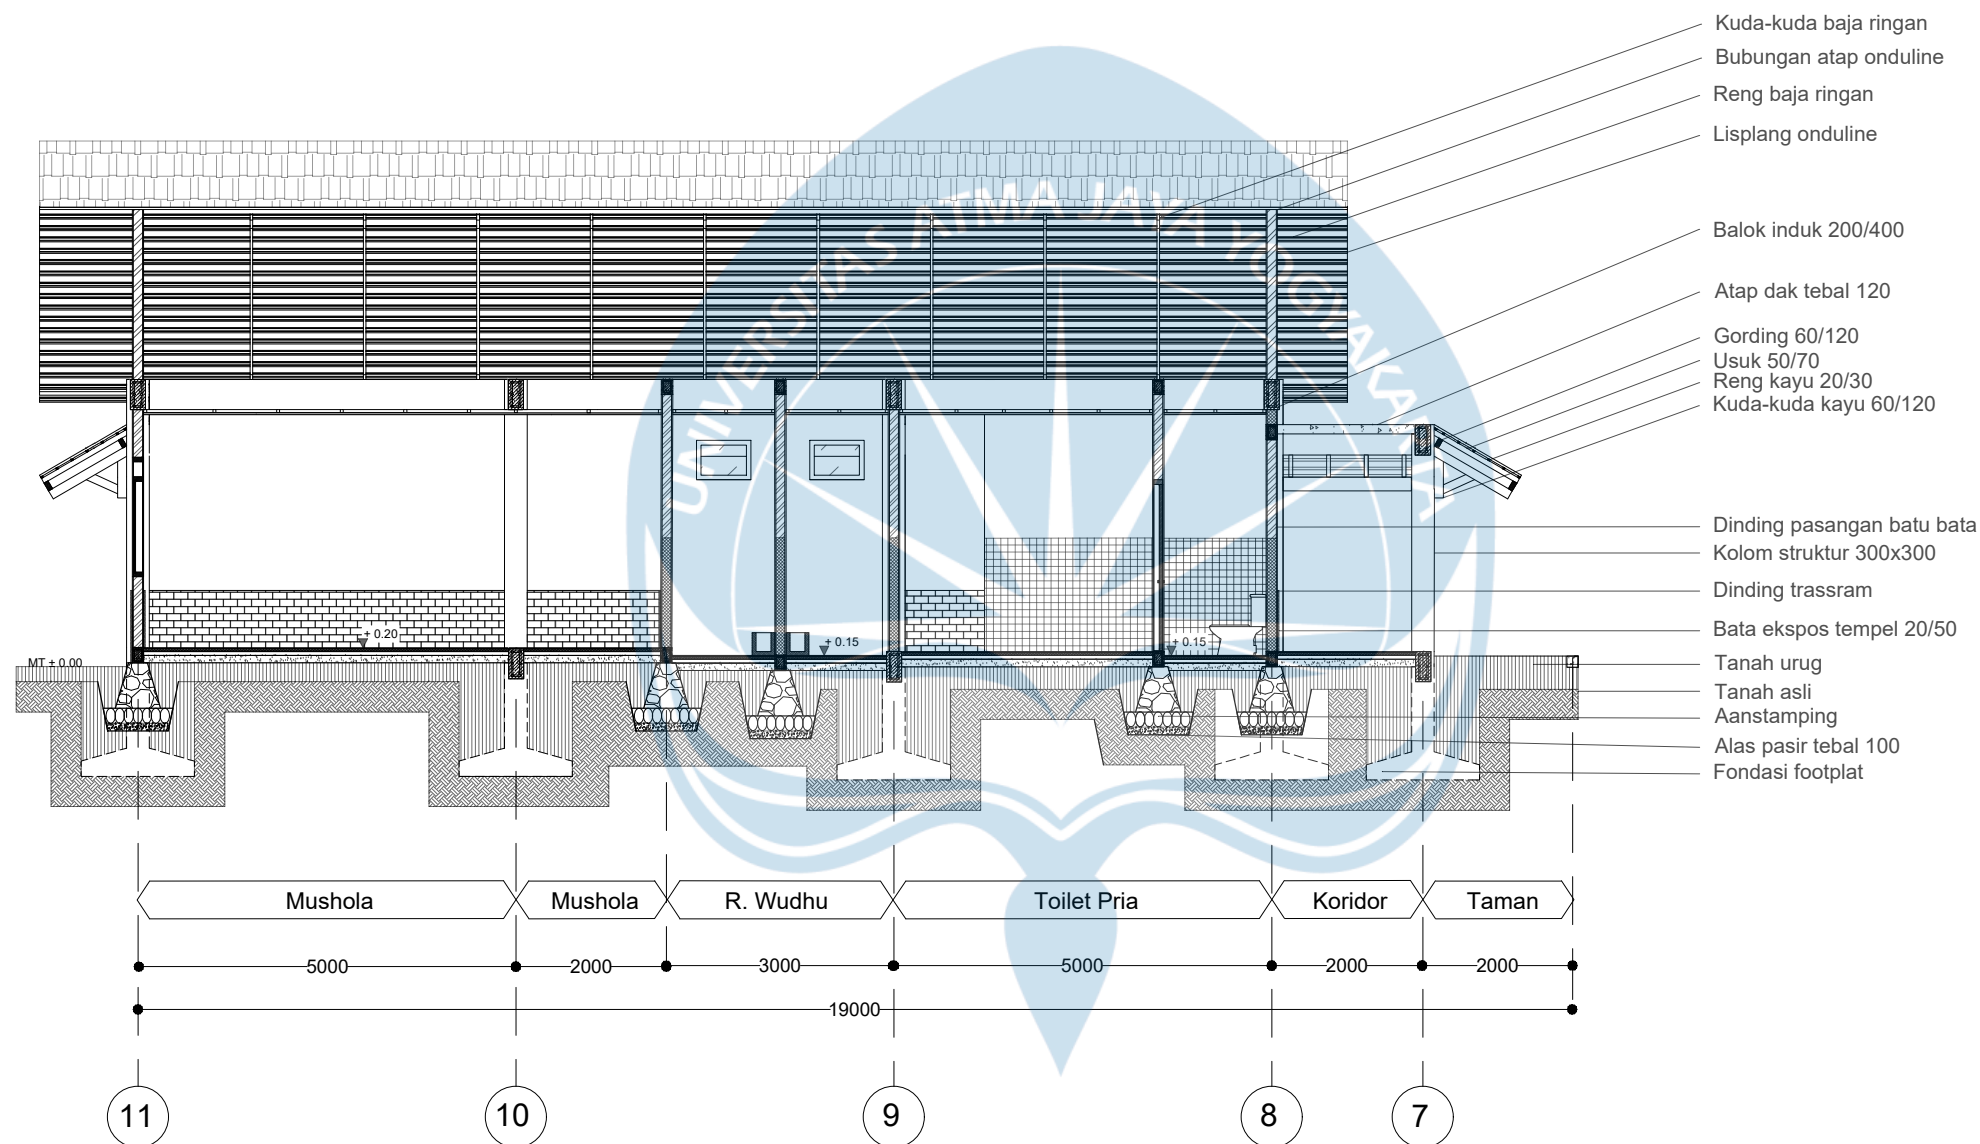 Kuda-kuda baja ringan
Bubungan atap onduline
Reng baja ringan
Lisplang onduline
UNIVERSITAS ATMA JAYA YOGYAKARTA
Balok induk 200/400
Atap dak tebal 120
Gording 60/120
Usuk 50/70
Reng kayu 20/30
Kuda-kuda kayu 60/120
Dinding pasangan batu bata
Kolom struktur 300x300
Dinding trassram
Bata ekspos tempel 20/50
Tanah urug
Tanah asli
Aanstamping
Alas pasir tebal 100
Fondasi footplat
MT + 0.00
+ 0.20
+ 0.15
+ 0.15
Mushola
Mushola
R. Wudhu
Toilet Pria
Koridor
Taman
5000
2000
3000
5000
2000
2000
19000
11
10
9
8
7